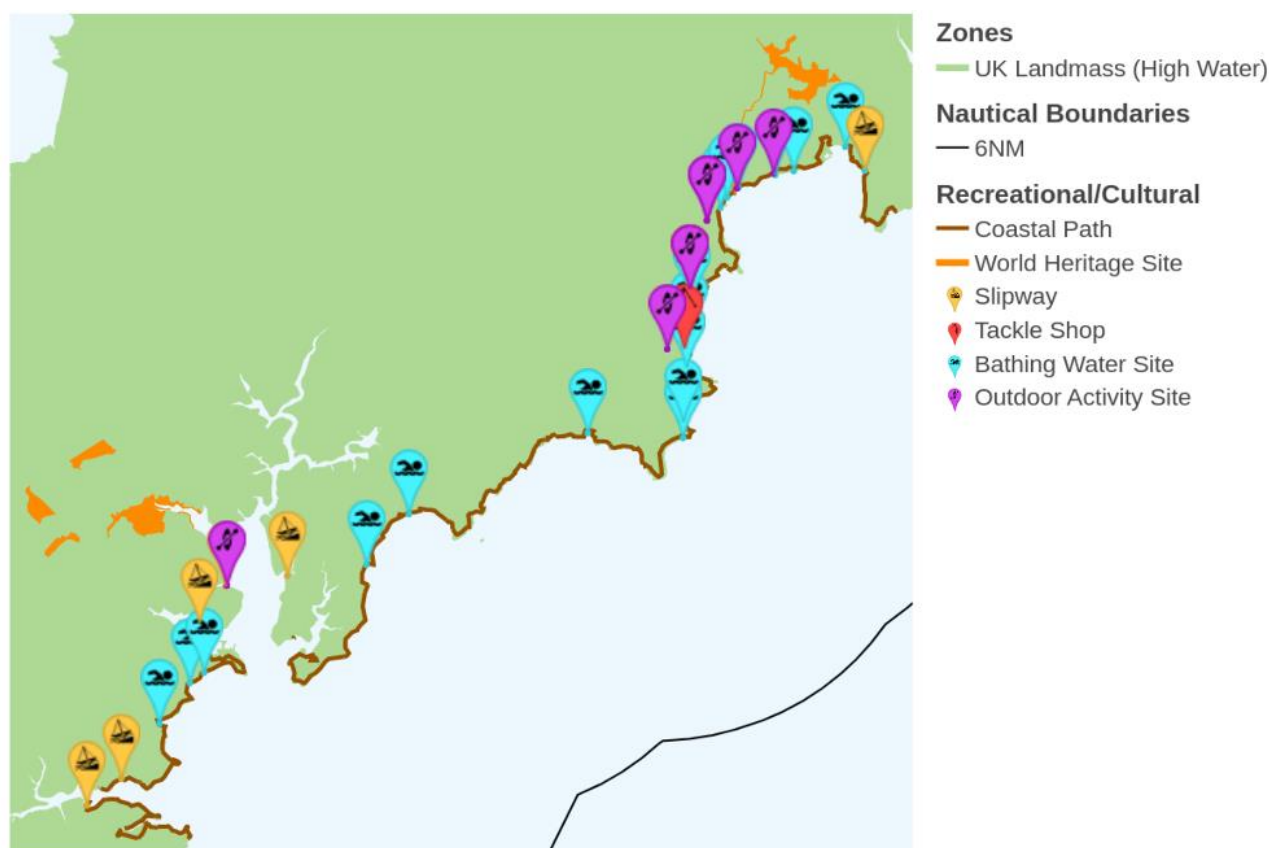 Zones
UK Landmass (High Water)
Nautical Boundaries
6NM
Recreational/Cultural
Coastal Path
World Heritage Site
Slipway
Tackle Shop
Bathing Water Site
Outdoor Activity Site